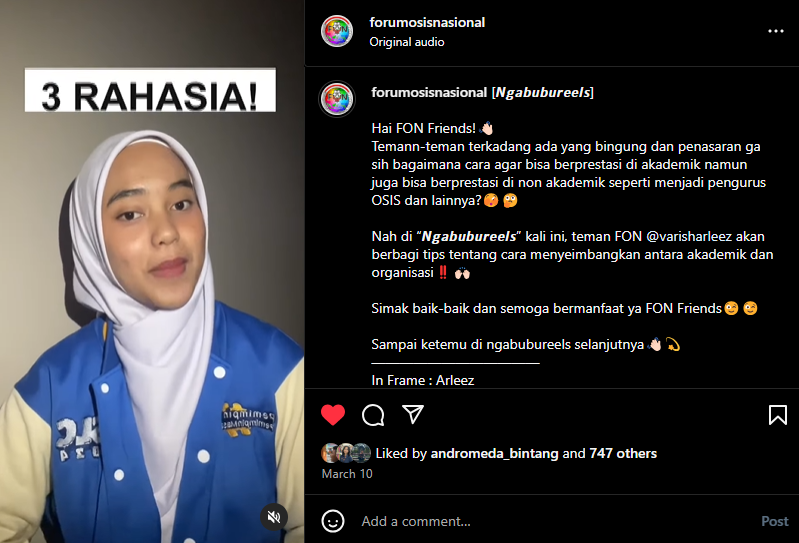 3 RAHASIA!
forumosisnasional
Original audio
forumosisnasional [Ngabubureels]
Hai FON Friends! 👋🏻
Temann-teman terkadang ada yang bingung dan penasaran ga
sih bagaimana cara agar bisa berprestasi di akademik namun
juga bisa berprestasi di non akademik seperti menjadi pengurus
OSIS dan lainnya?🥵 🤔
Nah di “Ngabubureels” kali ini, teman FON @varisharleez akan
berbagi tips tentang cara menyeimbangkan antara akademik dan
organisasi‼️ 🙌🏻
Simak baik-baik dan semoga bermanfaat ya FON Friends😉 😉
Sampai ketemu di ngabubureels selanjutnya👋🏻 💫
In Frame : Arleez
Liked by andromeda_bintang and 747 others
March 10
Add a comment...
Post